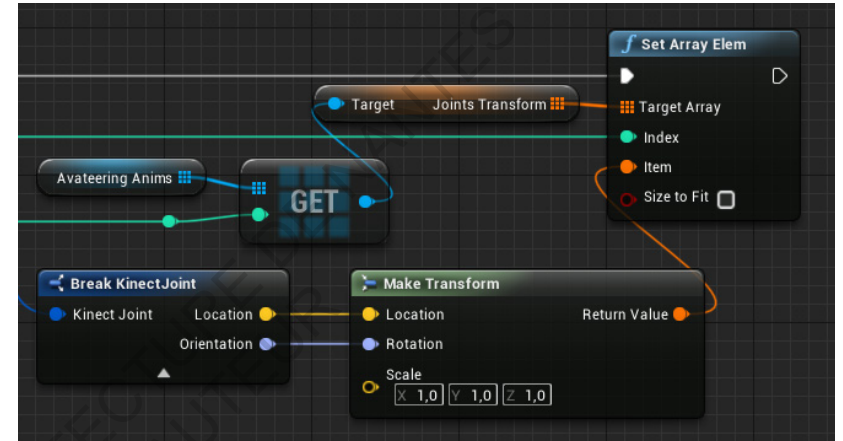 f Set Array Elem
Target Joints Transform
Target Array
Index
Avateering Anims
GET
Item
Size to Fit
Break KinectJoint
Make Transform
Kinect Joint Location
Location Return Value
Orientation
Rotation
Scale
X 1,0 Y 1,0 Z 1,0